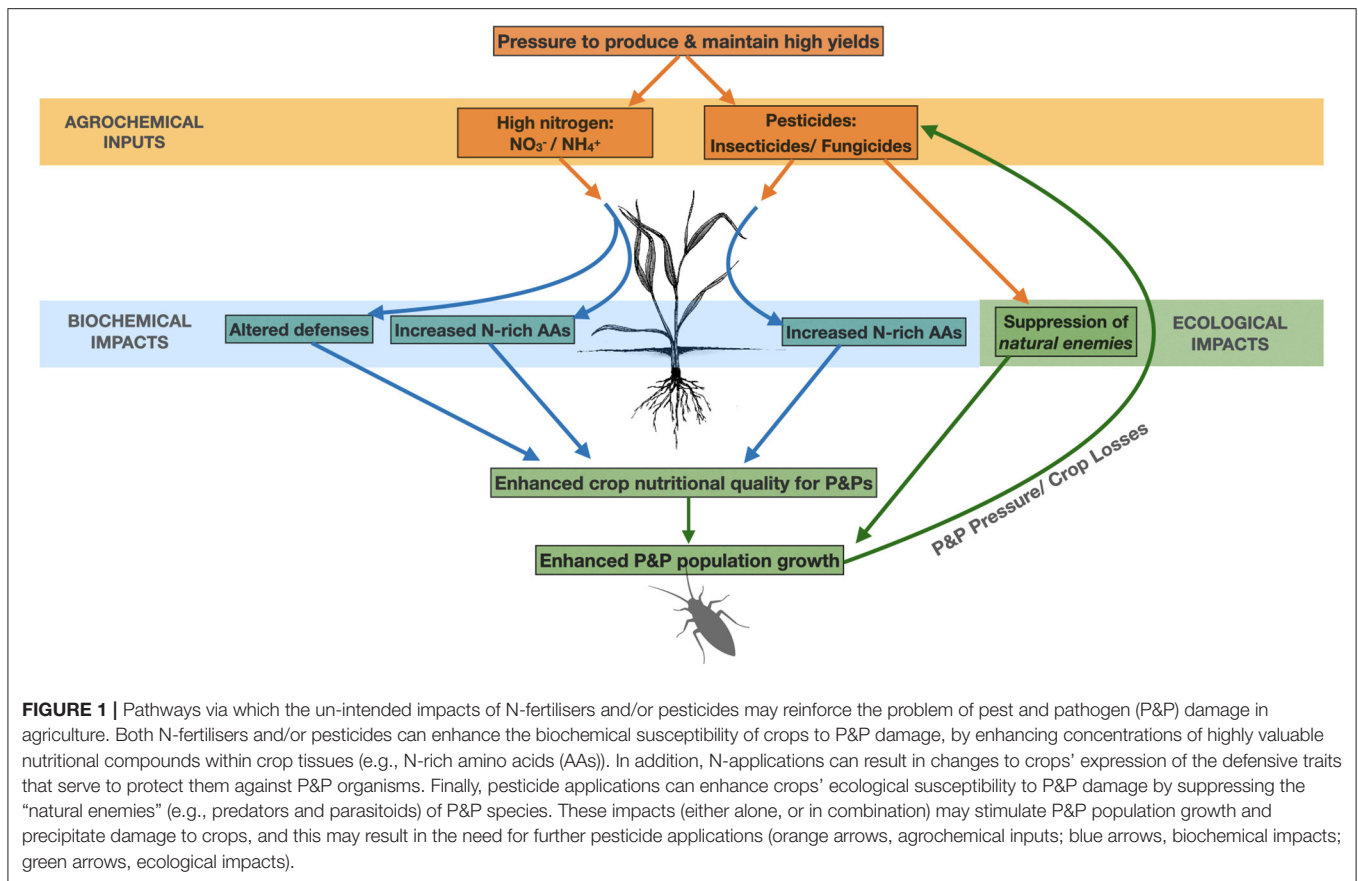 Pressure to produce & maintain high yields
AGROCHEMICAL
INPUTS
High nitrogen:
NO₃⁻ / NH₄⁺
Pesticides:
Insecticides/ Fungicides
BIOCHEMICAL
IMPACTS
Altered defenses
Increased N-rich AAs
Increased N-rich AAs
Suppression of
natural enemies
ECOLOGICAL
IMPACTS
Enhanced crop nutritional quality for P&Ps
Enhanced P&P population growth
P&P Pressure/ Crop Losses
FIGURE 1 | Pathways via which the un-intended impacts of N-fertilisers and/or pesticides may reinforce the problem of pest and pathogen (P&P) damage in
agriculture. Both N-fertilisers and/or pesticides can enhance the biochemical susceptibility of crops to P&P damage, by enhancing concentrations of highly valuable
nutritional compounds within crop tissues (e.g., N-rich amino acids (AAs)). In addition, N-applications can result in changes to crops' expression of the defensive traits
that serve to protect them against P&P organisms. Finally, pesticide applications can enhance crops' ecological susceptibility to P&P damage by suppressing the
“natural enemies” (e.g., predators and parasitoids) of P&P species. These impacts (either alone, or in combination) may stimulate P&P population growth and
precipitate damage to crops, and this may result in the need for further pesticide applications (orange arrows, agrochemical inputs; blue arrows, biochemical impacts;
green arrows, ecological impacts).